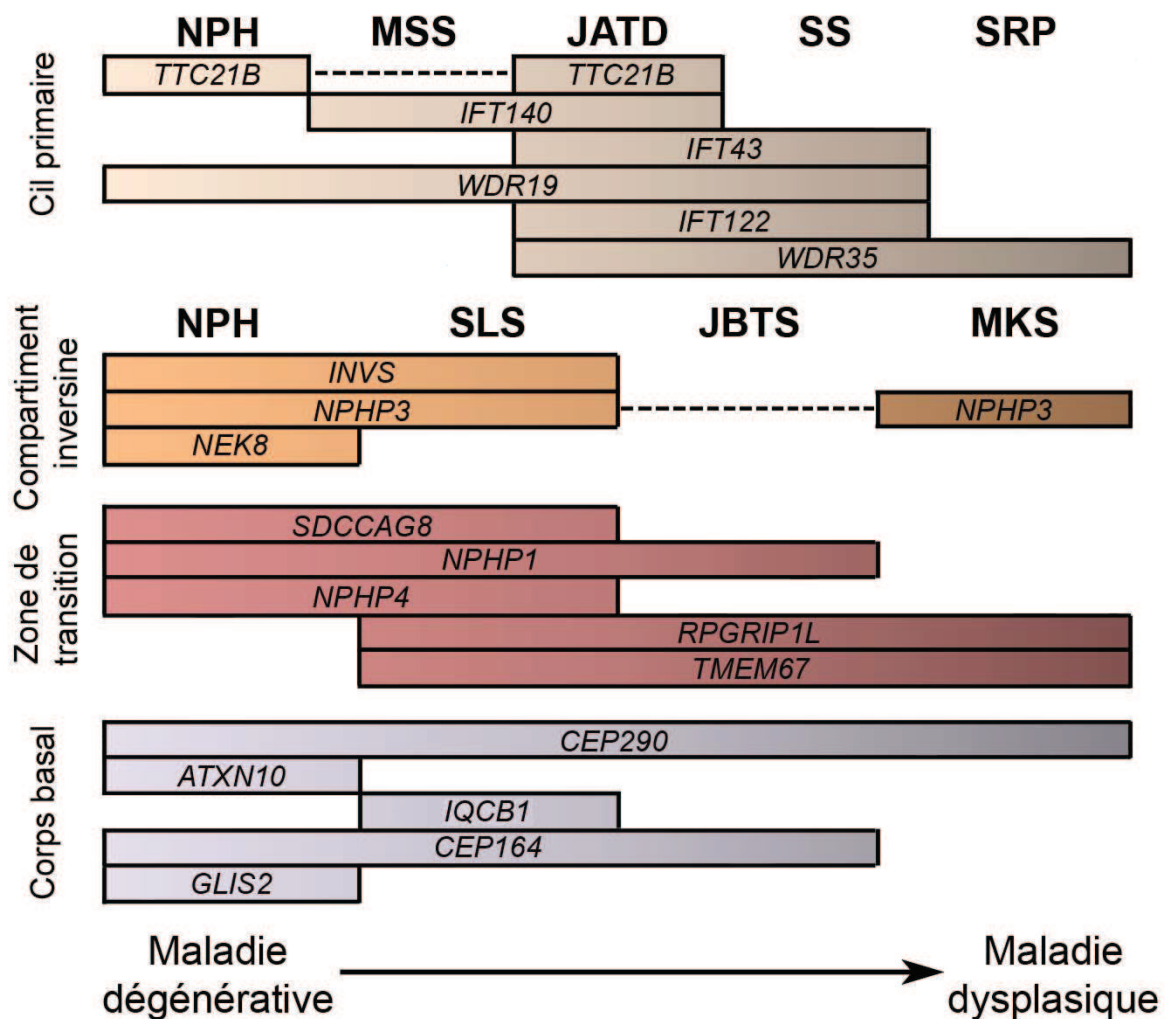 NPH MSS JATD SS SRP
Cil primaire
TTC21B TTC21B
IFT140
IFT43
WDR19
IFT122
WDR35
NPH SLS JBTS MKS
Compartiment
inversine
INVS
NPHP3 NPHP3
NEK8
Zone de
transition
SDCCAG8
NPHP1
NPHP4
RPGRIP1L
TMEM67
Corps basal
CEP290
ATXN10
IQCB1
CEP164
GLIS2
Maladie
dégénérative
Maladie
dysplasique